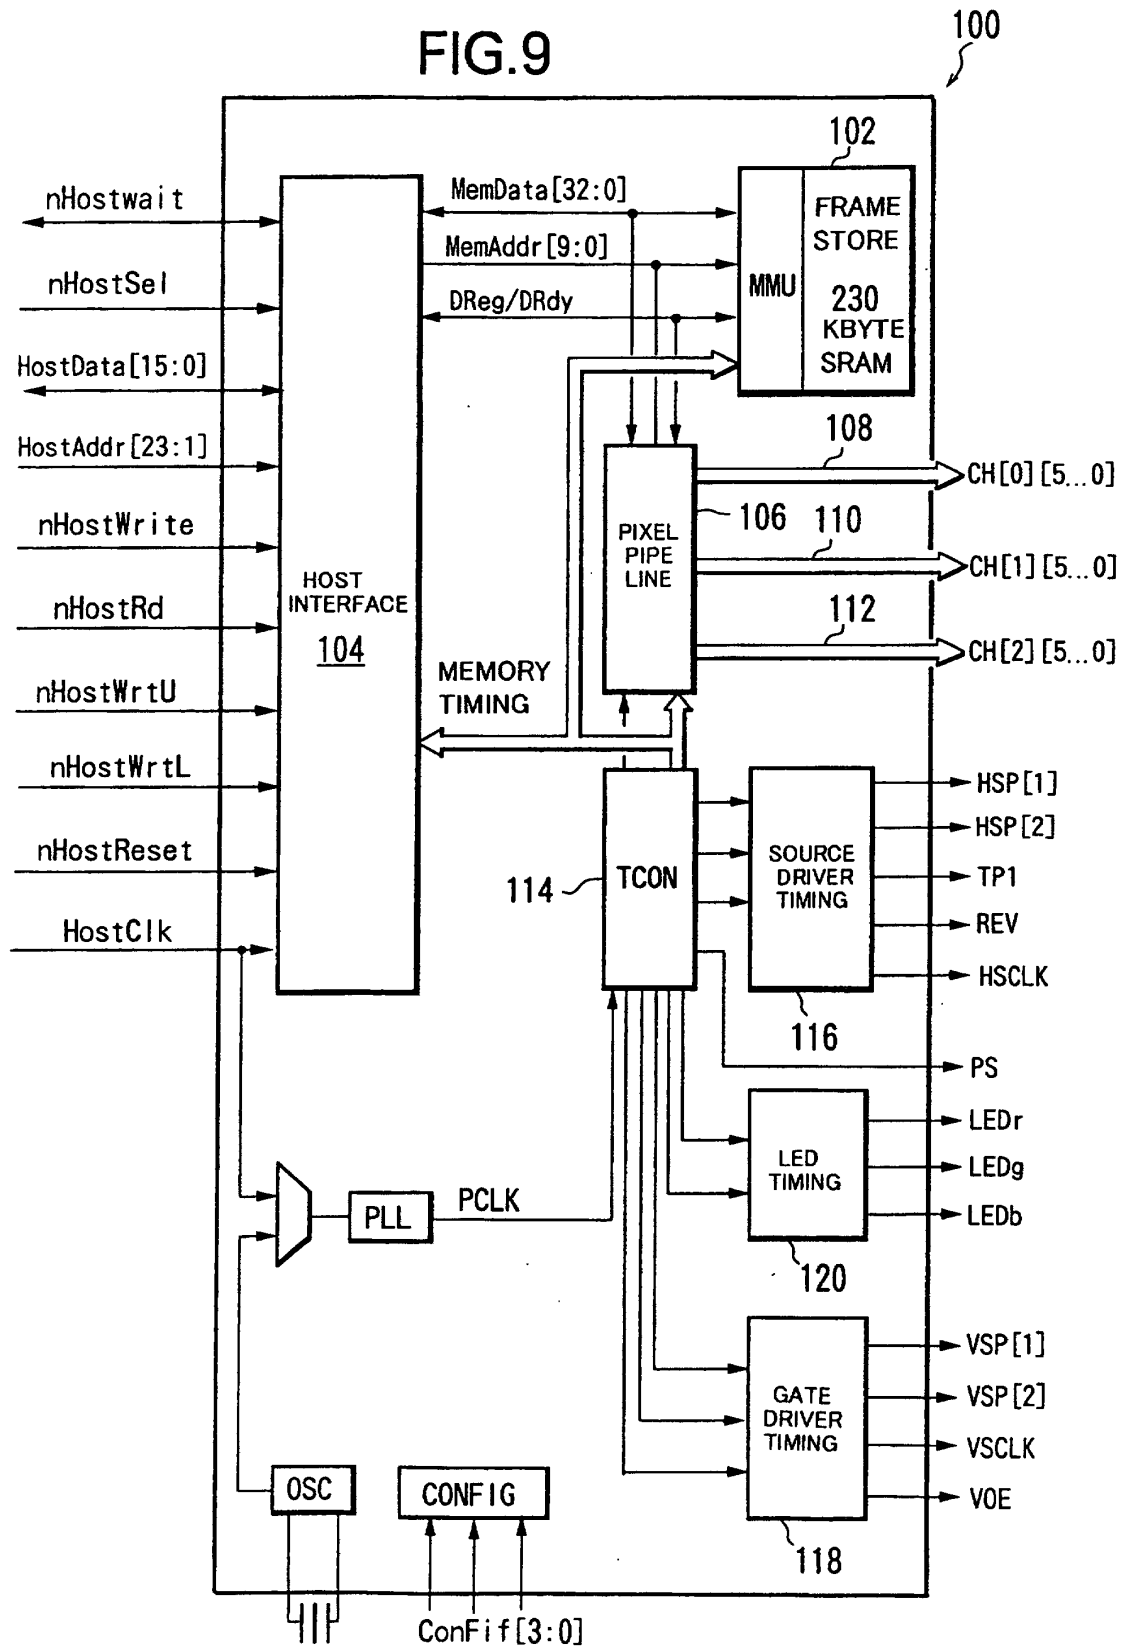 FIG.9
100
102
nHostwait
nHostSel
HostData[15:0]
HostAddr[23:1]
nHostWrite
nHostRd
nHostWrtU
nHostWrtL
nHostReset
HostClk
HOST
INTERFACE
104
MemData[32:0]
MemAddr[9:0]
DReg/DRdy
MMU
FRAME
STORE
230
KBYTE
SRAM
108
CH[0][5...0]
PIXEL
PIPE
LINE
106
110
CH[1][5...0]
112
CH[2][5...0]
MEMORY
TIMING
114
TCON
SOURCE
DRIVER
TIMING
116
HSP[1]
HSP[2]
TP1
REV
HSCLK
PS
LED
TIMING
120
LEDr
LEDg
LEDb
PLL
PCLK
GATE
DRIVER
TIMING
118
VSP[1]
VSP[2]
VSCLK
VOE
OSC
CONFIG
ConFif[3:0]